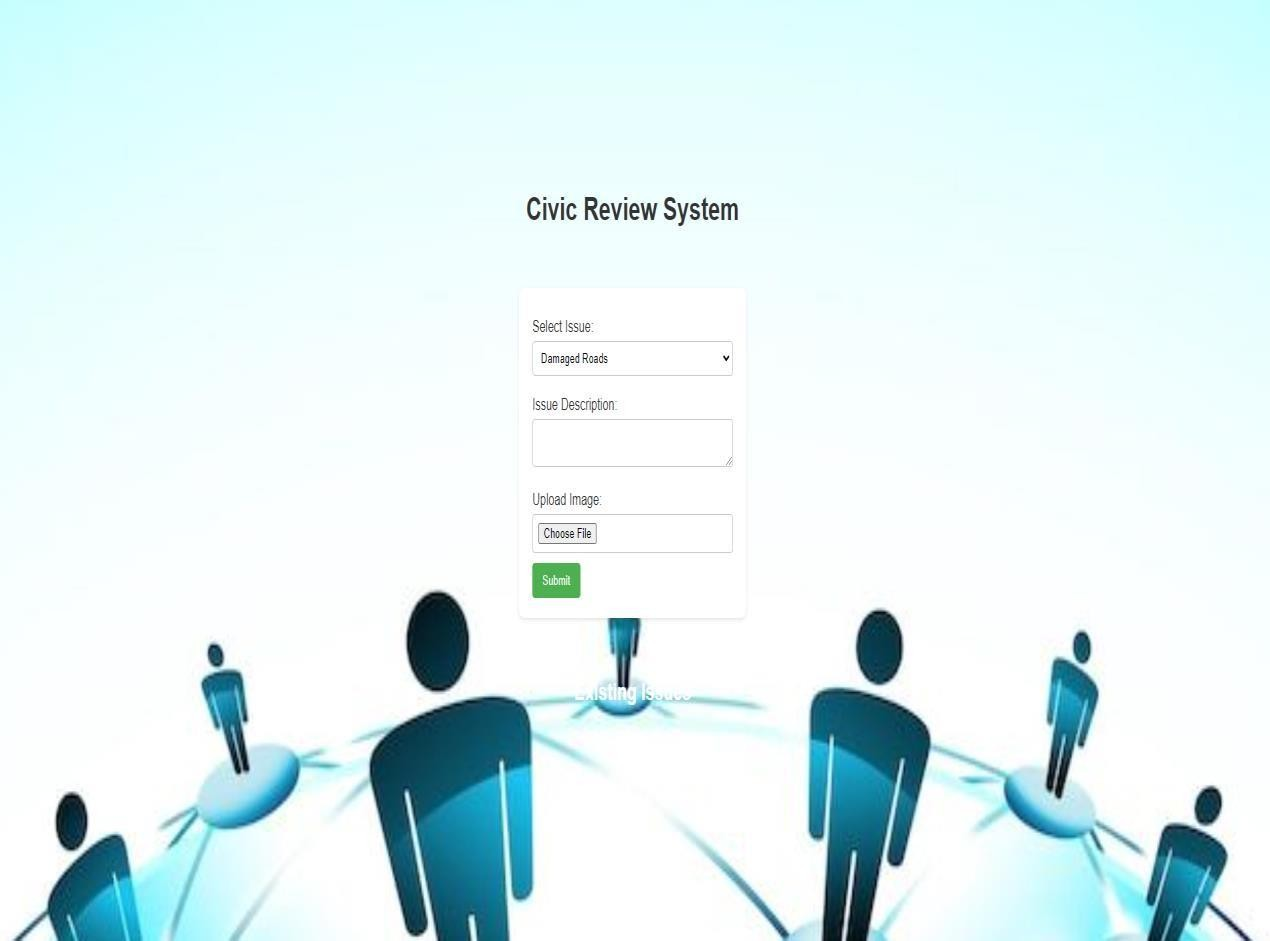 Civic Review System
Select Issue:
Damaged Roads
Issue Description:
Upload Image:
Choose File
Submit
Existing Issues